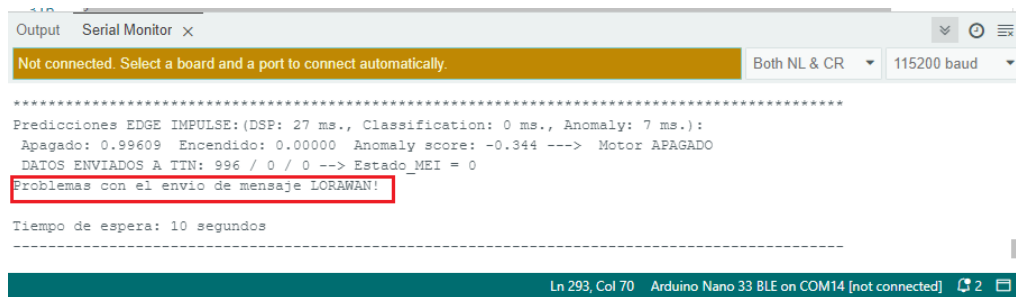 Output Serial Monitor ×
Not connected. Select a board and a port to connect automatically. Both NL & CR 115200 baud
***********************************************************************************************
Predicciones EDGE IMPULSE:(DSP: 27 ms., Classification: 0 ms., Anomaly: 7 ms.):
Apagado: 0.99609 Encendido: 0.00000 Anomaly score: -0.344 ---> Motor APAGADO
DATOS ENVIADOS A TTN: 996 / 0 / 0 --> Estado_MEI = 0
Problemas con el envio de mensaje LORAWAN!
Tiempo de espera: 10 segundos
-----------------------------------------------------------------------------------------------
Ln 293, Col 70 Arduino Nano 33 BLE on COM14 [not connected] 2